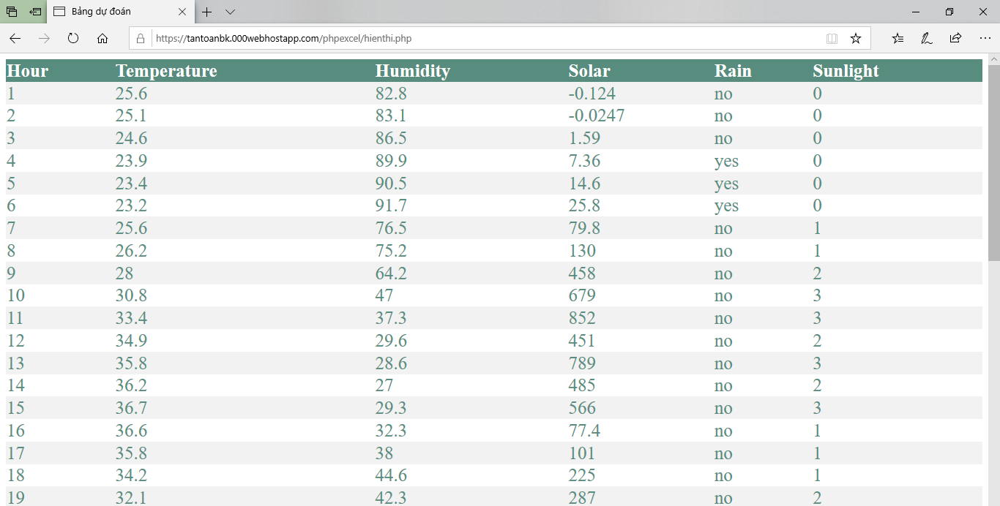 Bảng dự đoán
https://tantoanbk.000webhostapp.com/phpexcel/hienthi.php
Hour Temperature Humidity Solar Rain Sunlight
1 25.6 82.8 -0.124 no 0
2 25.1 83.1 -0.0247 no 0
3 24.6 86.5 1.59 no 0
4 23.9 89.9 7.36 yes 0
5 23.4 90.5 14.6 yes 0
6 23.2 91.7 25.8 yes 0
7 25.6 76.5 79.8 no 1
8 26.2 75.2 130 no 1
9 28 64.2 458 no 2
10 30.8 47 679 no 3
11 33.4 37.3 852 no 3
12 34.9 29.6 451 no 2
13 35.8 28.6 789 no 3
14 36.2 27 485 no 2
15 36.7 29.3 566 no 3
16 36.6 32.3 77.4 no 1
17 35.8 38 101 no 1
18 34.2 44.6 225 no 1
19 32.1 42.3 287 no 2